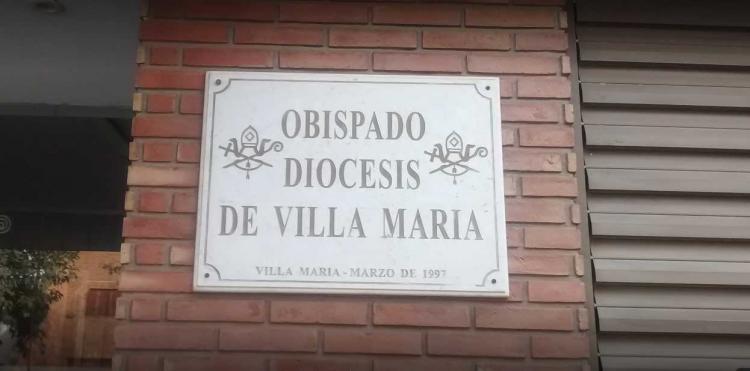 OBISPADO
DIOCESIS
DE VILLA MARIA
VILLA MARIA - MARZO DE 1997